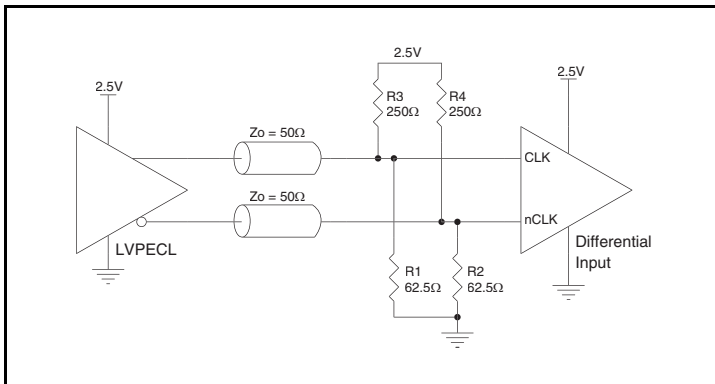 2.5V
2.5V
2.5V
R3
250Ω
R4
250Ω
Zo = 50Ω
CLK
Zo = 50Ω
nCLK
LVPECL
Differential
Input
R1
62.5Ω
R2
62.5Ω